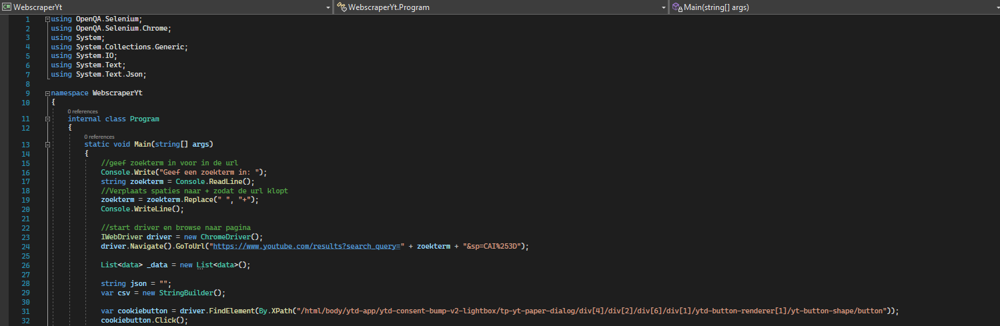 C# WebscraperYt WebscraperYt.Program Main(string[] args)
1 using OpenQA.Selenium;
2 using OpenQA.Selenium.Chrome;
3 using System;
4 using System.Collections.Generic;
5 using System.IO;
6 using System.Text;
7 using System.Text.Json;
8
9 namespace WebscraperYt
10 {
0 references
11 internal class Program
12 {
0 references
13 static void Main(string[] args)
14 {
15 //geef zoekterm in voor in de url
16 Console.Write("Geef een zoekterm in: ");
17 string zoekterm = Console.ReadLine();
18 //Verplaats spaties naar + zodat de url klopt
19 zoekterm = zoekterm.Replace(" ", "+");
20 Console.WriteLine();
21
22 //start driver en browse naar pagina
23 IWebDriver driver = new ChromeDriver();
24 driver.Navigate().GoToUrl("https://www.youtube.com/results?search_query=" + zoekterm + "&sp=CAI%253D");
25
26 List<data> _data = new List<data>();
27
28 string json = "";
29 var csv = new StringBuilder();
30
31 var cookiebutton = driver.FindElement(By.XPath("/html/body/ytd-app/ytd-consent-bump-v2-lightbox/tp-yt-paper-dialog/div[4]/div[2]/div[6]/div[1]/ytd-button-renderer[1]/yt-button-shape/button"));
32 cookiebutton.Click();